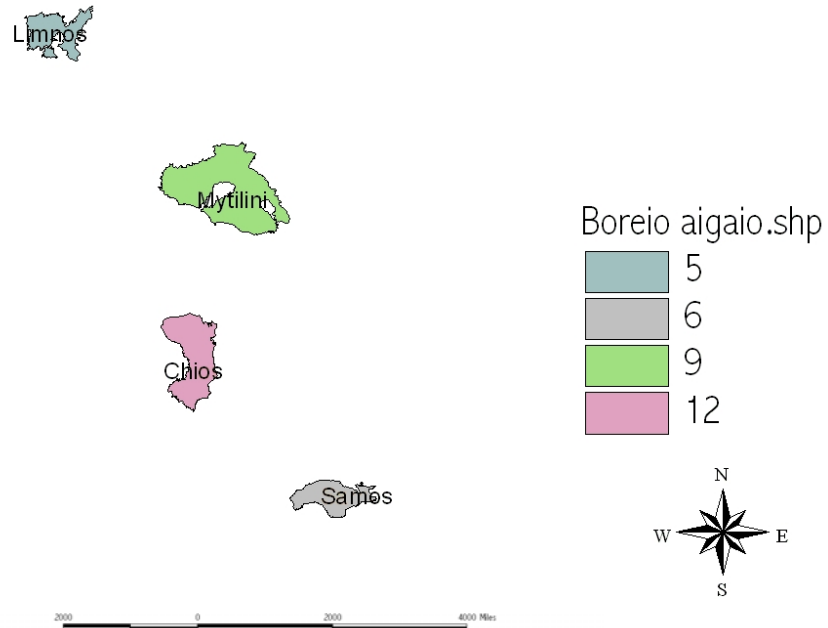 Limnos
Mytilini
Boreio aigaio.shp
5
6
9
12
Chios
Samos
N
W
E
S
2000 0 2000 4000 Miles